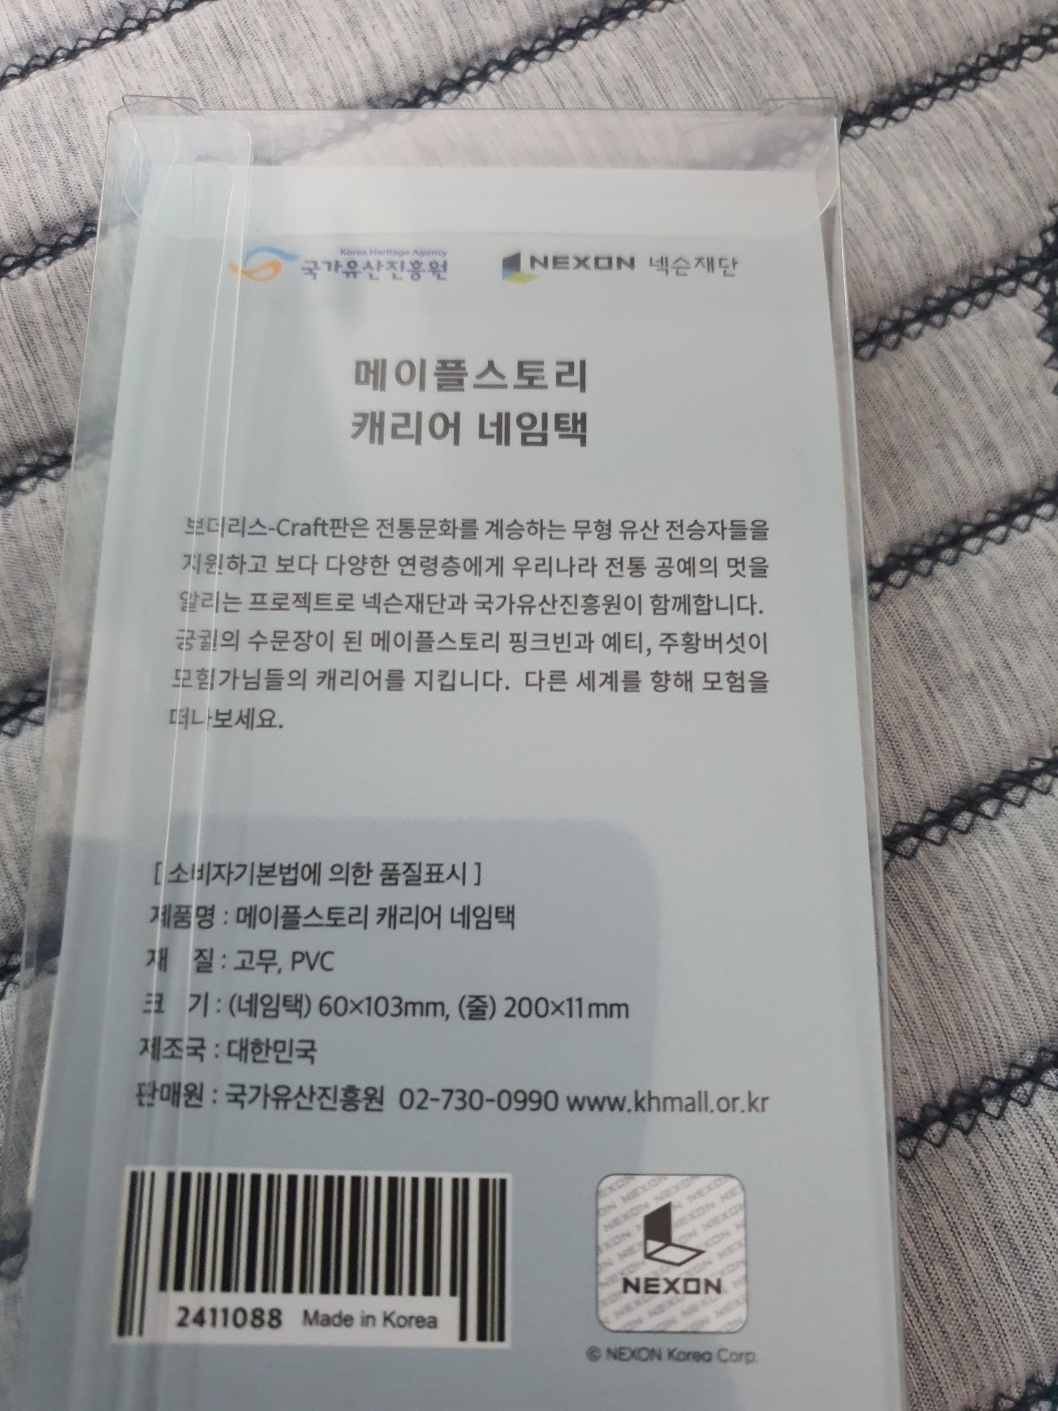 Korea Heritage Agency
국가유산진흥원
NEXON 넥슨재단
메이플스토리
캐리어 네임택
보더리스-Craft판은 전통문화를 계승하는 무형 유산 전승자들을
지원하고 보다 다양한 연령층에게 우리나라 전통 공예의 멋을
알리는 프로젝트로 넥슨재단과 국가유산진흥원이 함께합니다.
궁궐의 수문장이 된 메이플스토리 핑크빈과 예티, 주황버섯이
모험가님들의 캐리어를 지킵니다. 다른 세계를 향해 모험을
떠나보세요.
[ 소비자기본법에 의한 품질표시 ]
제품명 : 메이플스토리 캐리어 네임택
재 질 : 고무, PVC
크 기 : (네임택) 60×103mm, (줄) 200×11mm
제조국 : 대한민국
판매원 : 국가유산진흥원 02-730-0990 www.khmall.or.kr
2411088 Made in Korea
NEXON
© NEXON Korea Corp.